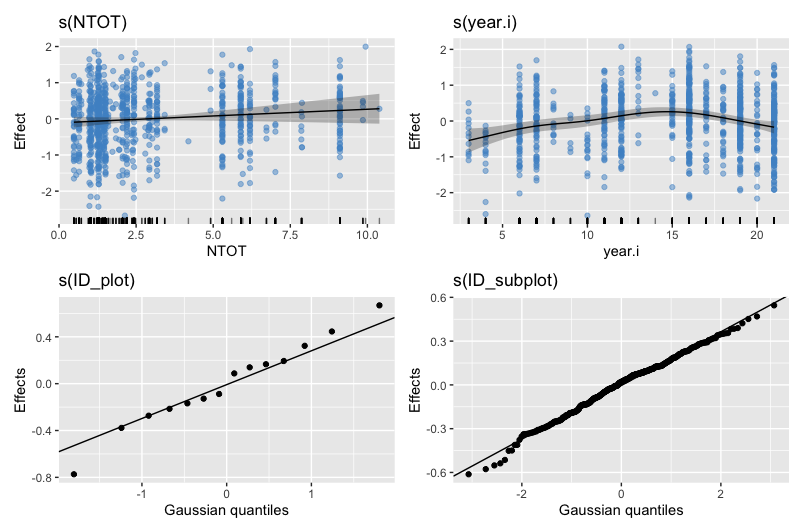 s(NTOT)
Effect
2
1
0
-1
-2
0.0 2.5 5.0 7.5 10.0
NTOT
s(year.i)
Effect
2
1
0
-1
-2
5 10 15 20
year.i
s(ID_plot)
Effects
0.4
0.0
-0.4
-0.8
-1 0 1
Gaussian quantiles
s(ID_subplot)
Effects
0.6
0.3
0.0
-0.3
-0.6
-2 0 2
Gaussian quantiles